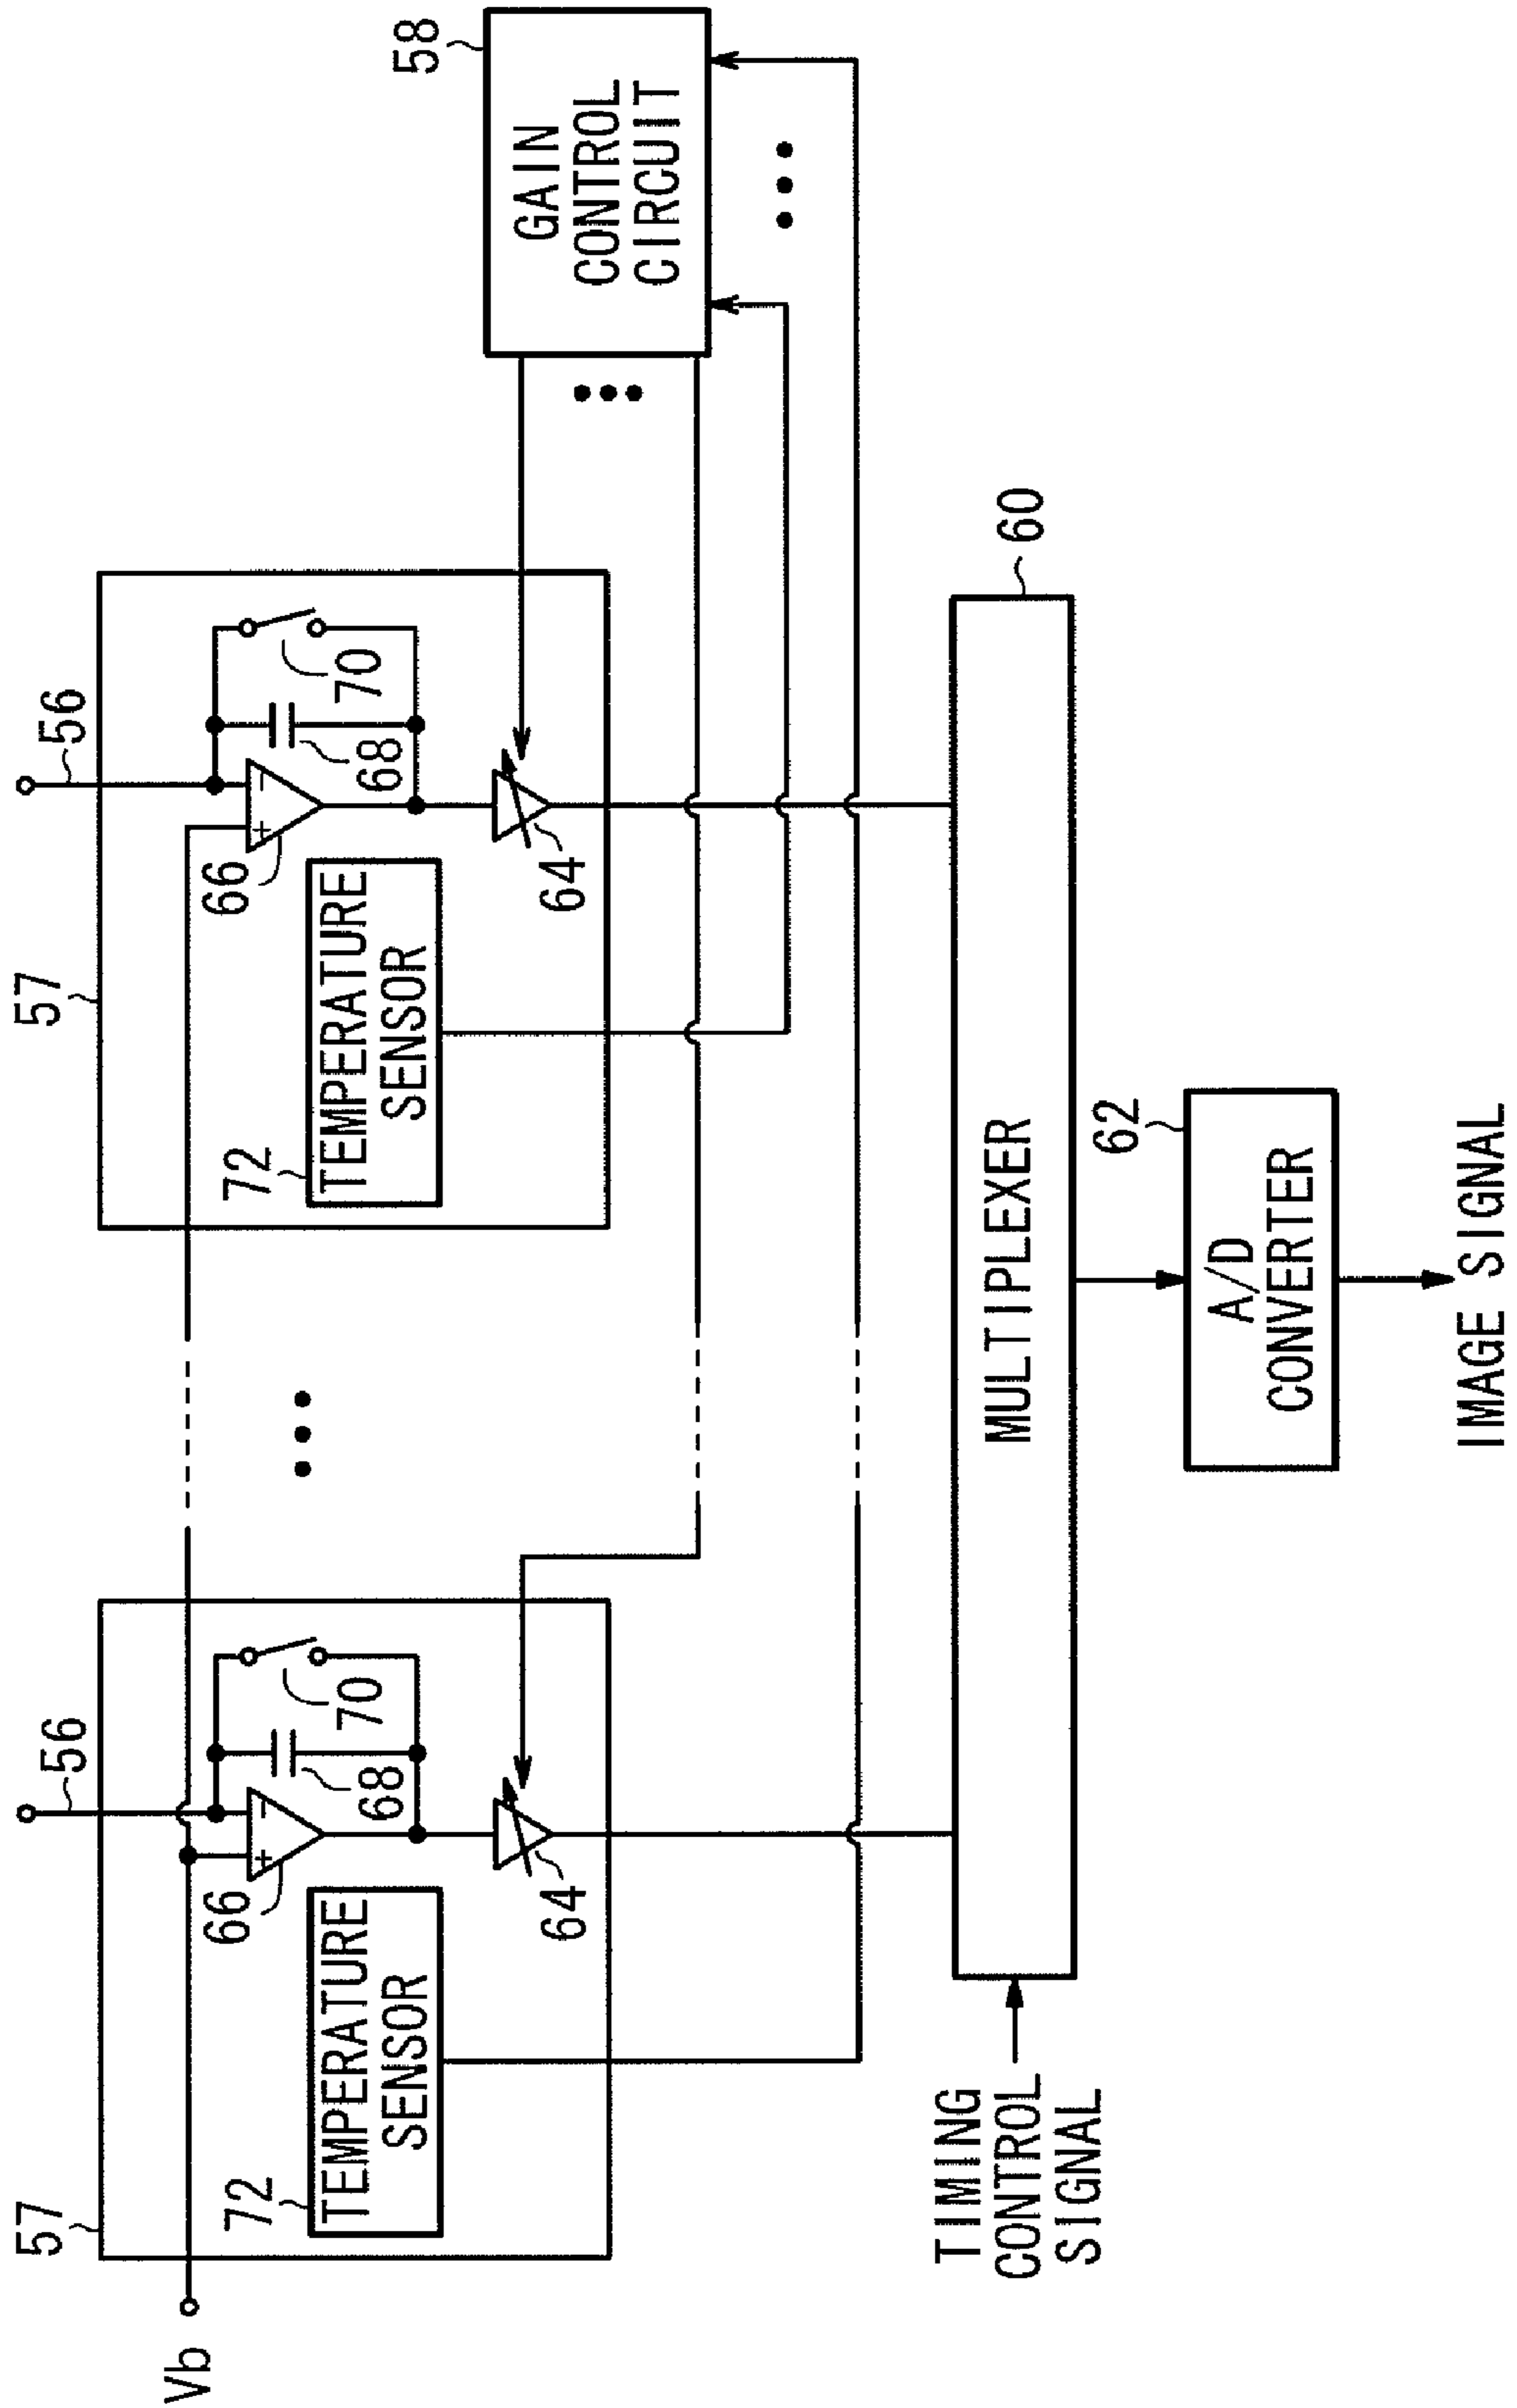 57
56
57
56
58
66
+
-
68
70
66
+
-
68
70
GAIN
CONTROL
CIRCUIT
72
TEMPERATURE
SENSOR
64
72
TEMPERATURE
SENSOR
64
Vb
60
TIMING
CONTROL
SIGNAL
MULTIPLEXER
62
A/D
CONVERTER
IMAGE SIGNAL